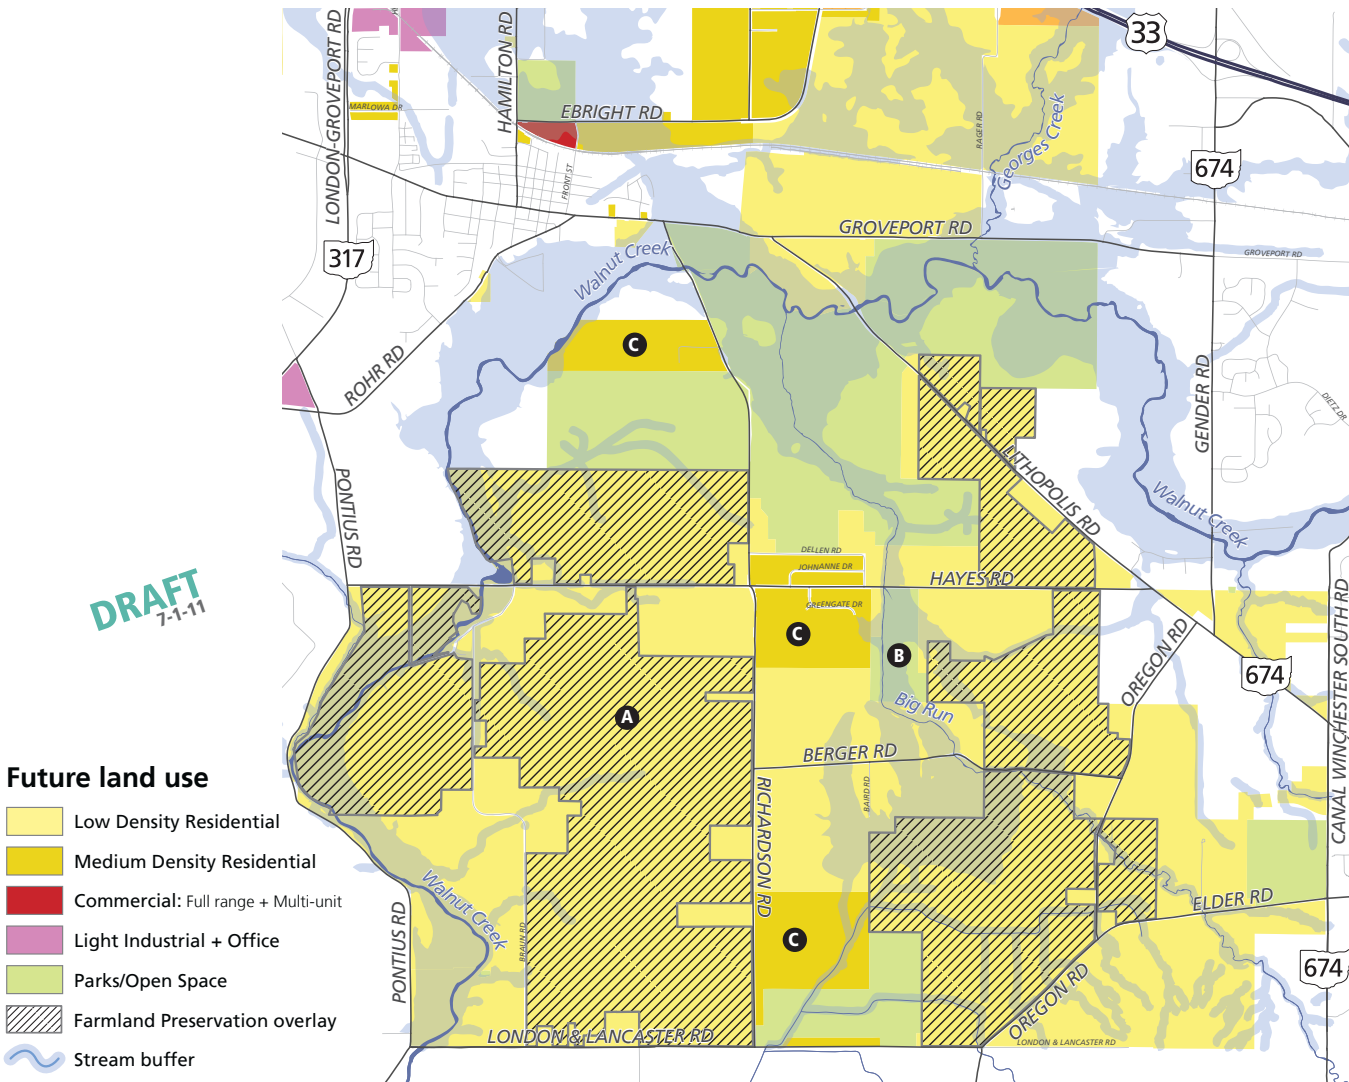 33
LONDON-GROVEPORT RD
HAMILTON RD
EBRIGHT RD
MARLOWA DR
RAGER RD
Georges Creek
674
FRONT ST
GROVEPORT RD
317
Walnut Creek
GROVEPORT RD
C
ROHR RD
GENDER RD
DIETZ DR
LITHOPOLIS RD
PONTIUS RD
Walnut Creek
DELLEN RD
JOHNANNE DR
HAYES RD
GREENGATE DR
DRAFT
7-1-11
C
B
OREGON RD
674
CANAL WINCHESTER SOUTH RD
A
Big Run
BERGER RD
BAIRD RD
RICHARDSON RD
Future land use
Low Density Residential
Medium Density Residential
Commercial: Full range + Multi-unit
Light Industrial + Office
Parks/Open Space
Farmland Preservation overlay
Stream buffer
Walnut Creek
ELDER RD
PONTIUS RD
BRAUN RD
C
674
OREGON RD
LONDON & LANCASTER RD
LONDON & LANCASTER RD